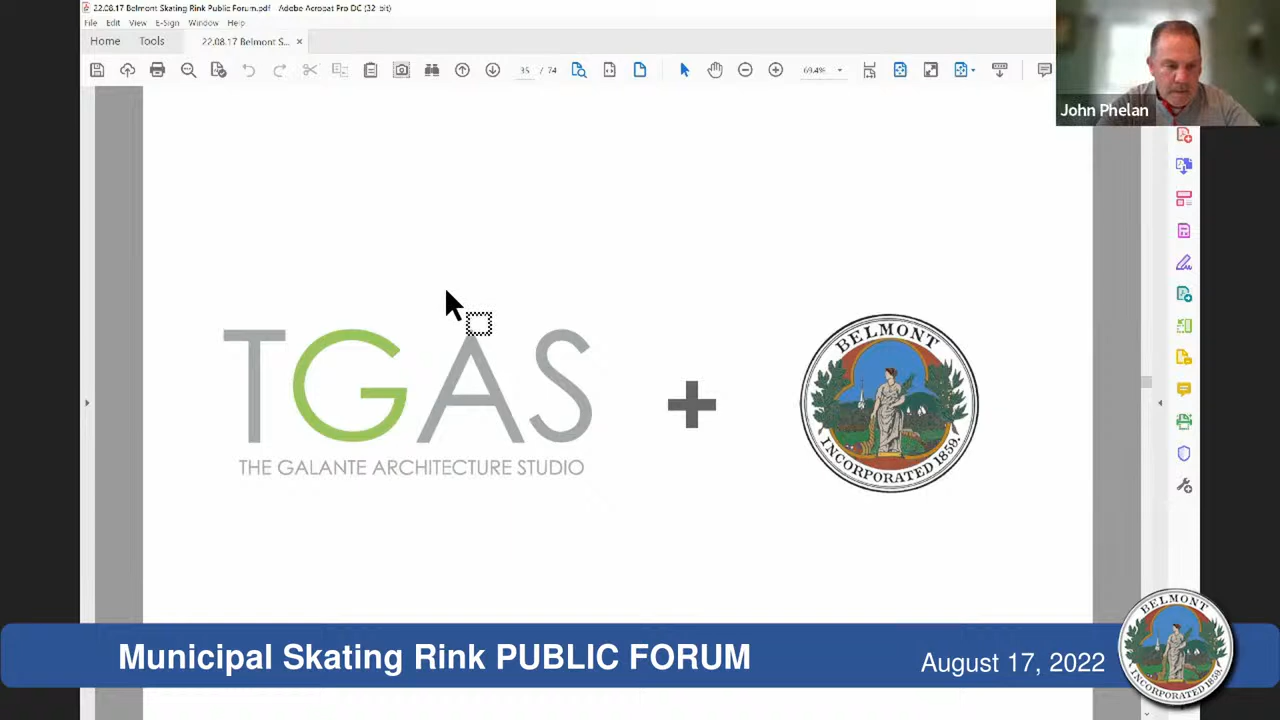 22.08.17 Belmont Skating Rink Public Forum.pdf - Adobe Acrobat Pro DC (32-bit)
File Edit View E-Sign Window Help
Home Tools 22.08.17 Belmont S... ×
35 / 74 69.4%
John Phelan
TGAS
THE GALANTE ARCHITECTURE STUDIO
+
BELMONT
INCORPORATED 1859.
Municipal Skating Rink PUBLIC FORUM
August 17, 2022
BELMONT
INCORPORATED 1859.